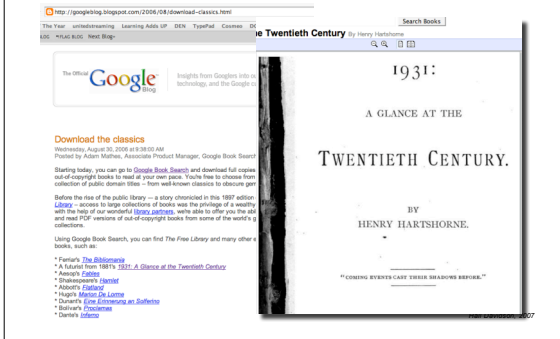 http://googleblog.blogspot.com/2006/08/download-classics.html
The Year unitedstreaming Learning Adds UP DEN TypePad Cosmeo
LOG FLAG BLOG Next Blog»
The Official Google Blog
Insights from Googlers into
technology, and the Google
Download the classics
Wednesday, August 30, 2006 at 9:38:00 AM
Posted by Adam Mathes, Associate Product Manager, Google Book Search
Starting today, you can go to Google Book Search and download full copies
out-of-copyright books to read at your own pace. You're free to choose from
collection of public domain titles -- from well-known classics to obscure
Before the rise of the public library -- a story chronicled in this 1897 edition
Library -- access to large collections of books was the privilege of a wealthy
with the help of our wonderful library partners, we're able to offer you the
and read PDF versions of out-of-copyright books from some of the world's
collections.
Using Google Book Search, you can find The Free Library and many other
books, such as:
* Ferriar's The Bibliomania
* A futurist from 1881's 1931: A Glance at the Twentieth Century
* Aesop's Fables
* Shakespeare's Hamlet
* Abbott's Flatland
* Hugo's Marion De Lorme
* Dunant's Eine Erinnerung an Solferino
* Bolívar's Proclamas
* Dante's Inferno
Search Books
Twentieth Century By Henry Hartshorne
1931:
A GLANCE AT THE
TWENTIETH CENTURY.
BY
HENRY HARTSHORNE.
"COMING EVENTS CAST THEIR SHADOWS BEFORE."
Hall Davidson, 2007